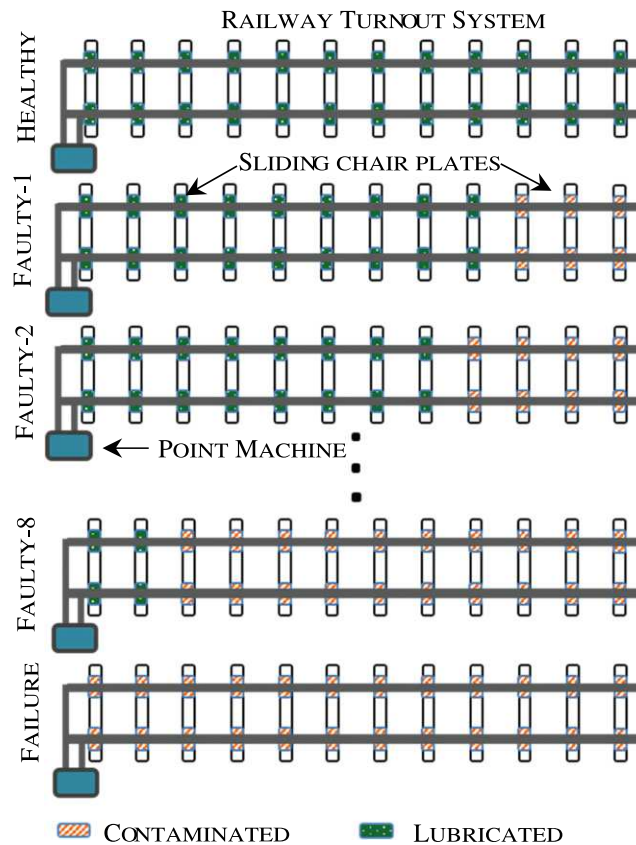 RAILWAY TURNOUT SYSTEM
HEALTHY
SLIDING CHAIR PLATES
FAULTY-1
FAULTY-2
POINT MACHINE
FAULTY-8
FAILURE
CONTAMINATED
LUBRICATED